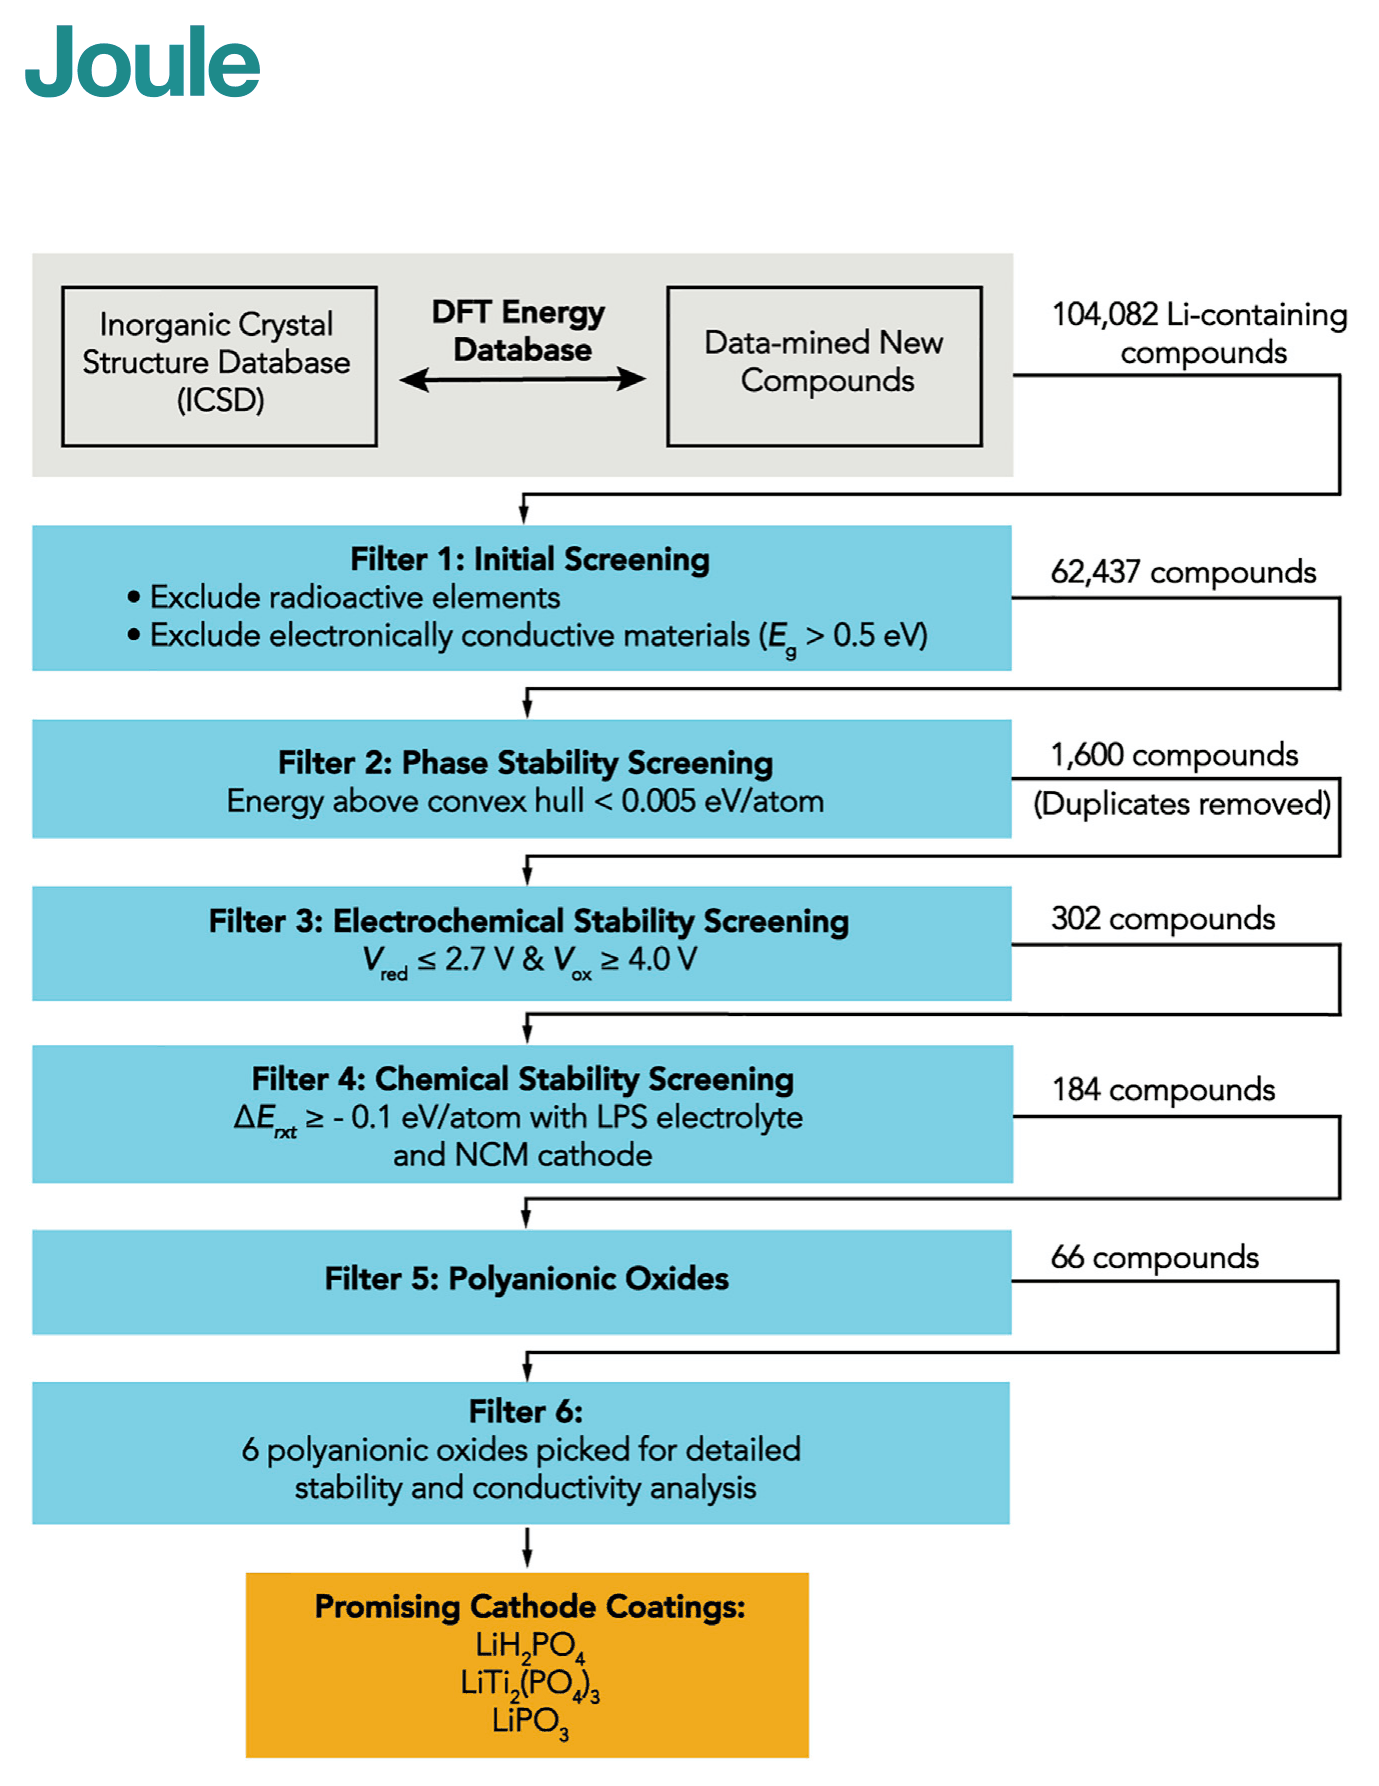 Joule
Inorganic Crystal
Structure Database
(ICSD)
DFT Energy
Database
Data-mined New
Compounds
104,082 Li-containing
compounds
Filter 1: Initial Screening
• Exclude radioactive elements
• Exclude electronically conductive materials (Eg > 0.5 eV)
62,437 compounds
Filter 2: Phase Stability Screening
Energy above convex hull < 0.005 eV/atom
1,600 compounds
(Duplicates removed)
Filter 3: Electrochemical Stability Screening
Vred ≤ 2.7 V & Vox ≥ 4.0 V
302 compounds
Filter 4: Chemical Stability Screening
ΔErxt ≥ - 0.1 eV/atom with LPS electrolyte
and NCM cathode
184 compounds
Filter 5: Polyanionic Oxides
66 compounds
Filter 6:
6 polyanionic oxides picked for detailed
stability and conductivity analysis
Promising Cathode Coatings:
LiH₂PO₄
LiTi₂(PO₄)₃
LiPO₃